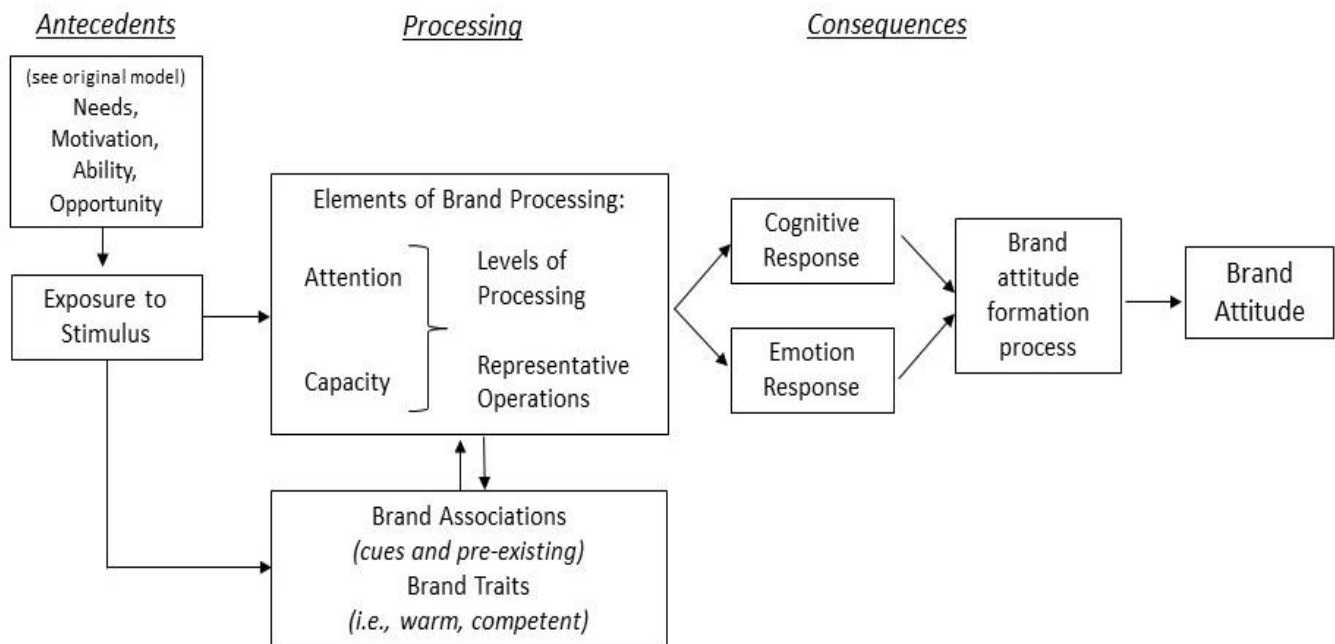 Antecedents
Processing
Consequences
(see original model)
Needs,
Motivation,
Ability,
Opportunity
Exposure to
Stimulus
Elements of Brand Processing:
Attention
Capacity
Levels of
Processing
Representative
Operations
Brand Associations
(cues and pre-existing)
Brand Traits
(i.e., warm, competent)
Cognitive
Response
Emotion
Response
Brand
attitude
formation
process
Brand
Attitude